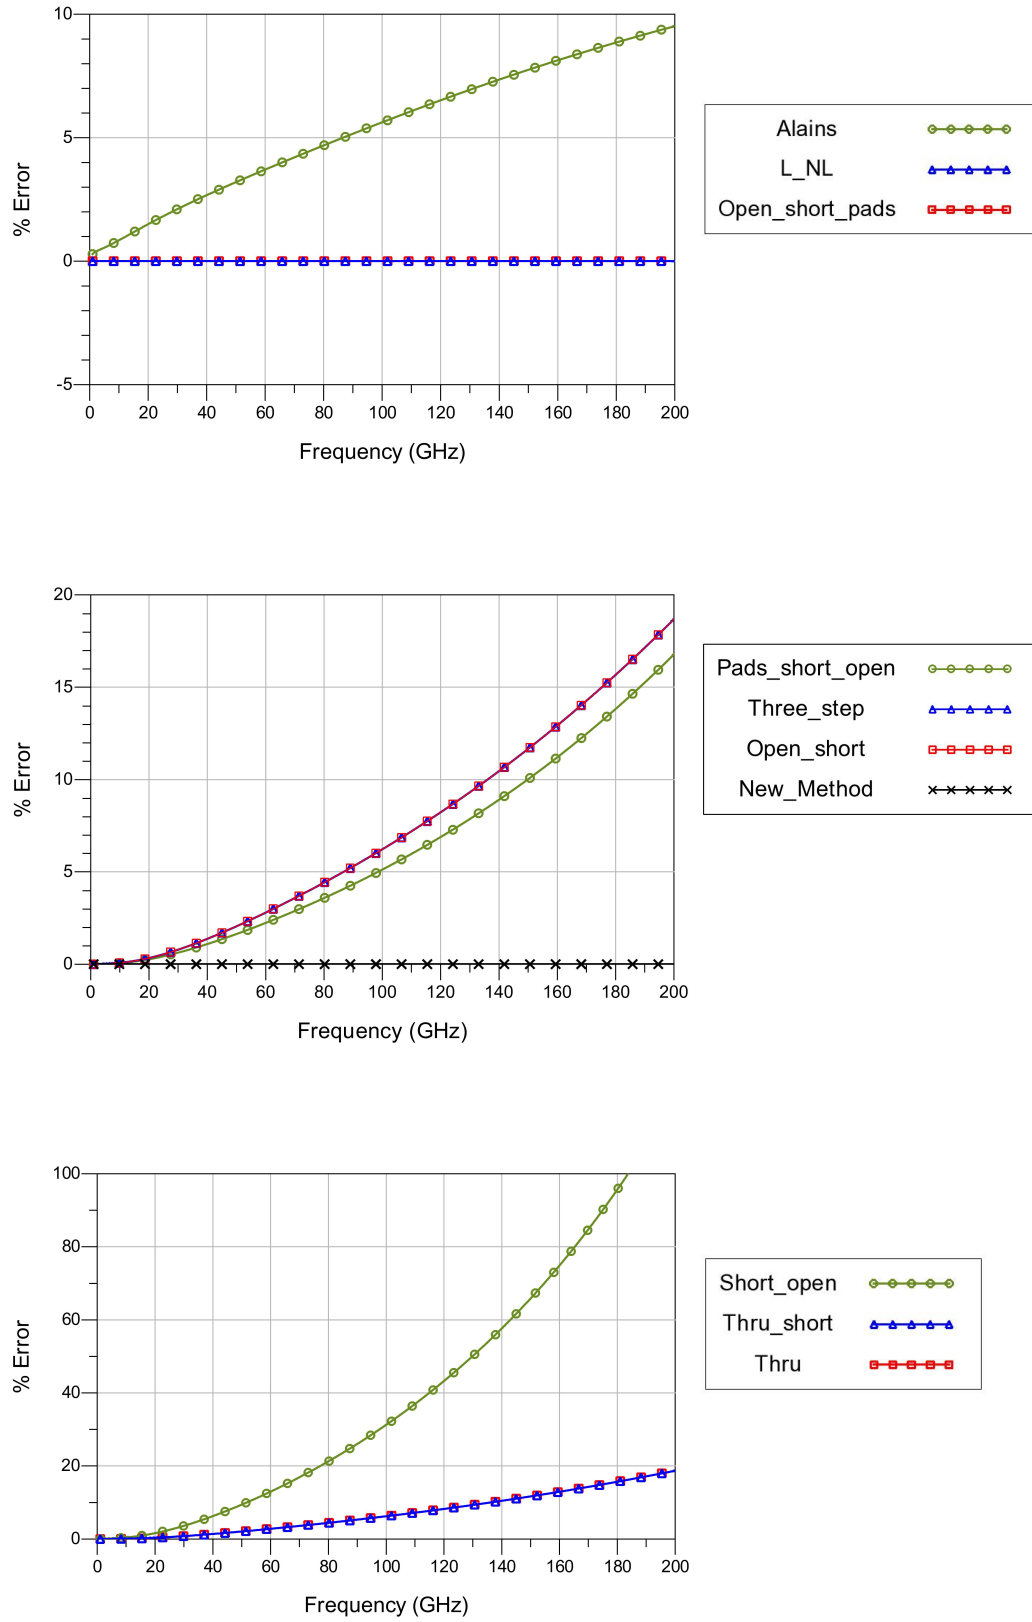 10
5
0
-5
% Error
0 20 40 60 80 100 120 140 160 180 200
Frequency (GHz)
Alains
L_NL
Open_short_pads
20
15
10
5
0
% Error
0 20 40 60 80 100 120 140 160 180 200
Frequency (GHz)
Pads_short_open
Three_step
Open_short
New_Method
100
80
60
40
20
0
% Error
0 20 40 60 80 100 120 140 160 180 200
Frequency (GHz)
Short_open
Thru_short
Thru